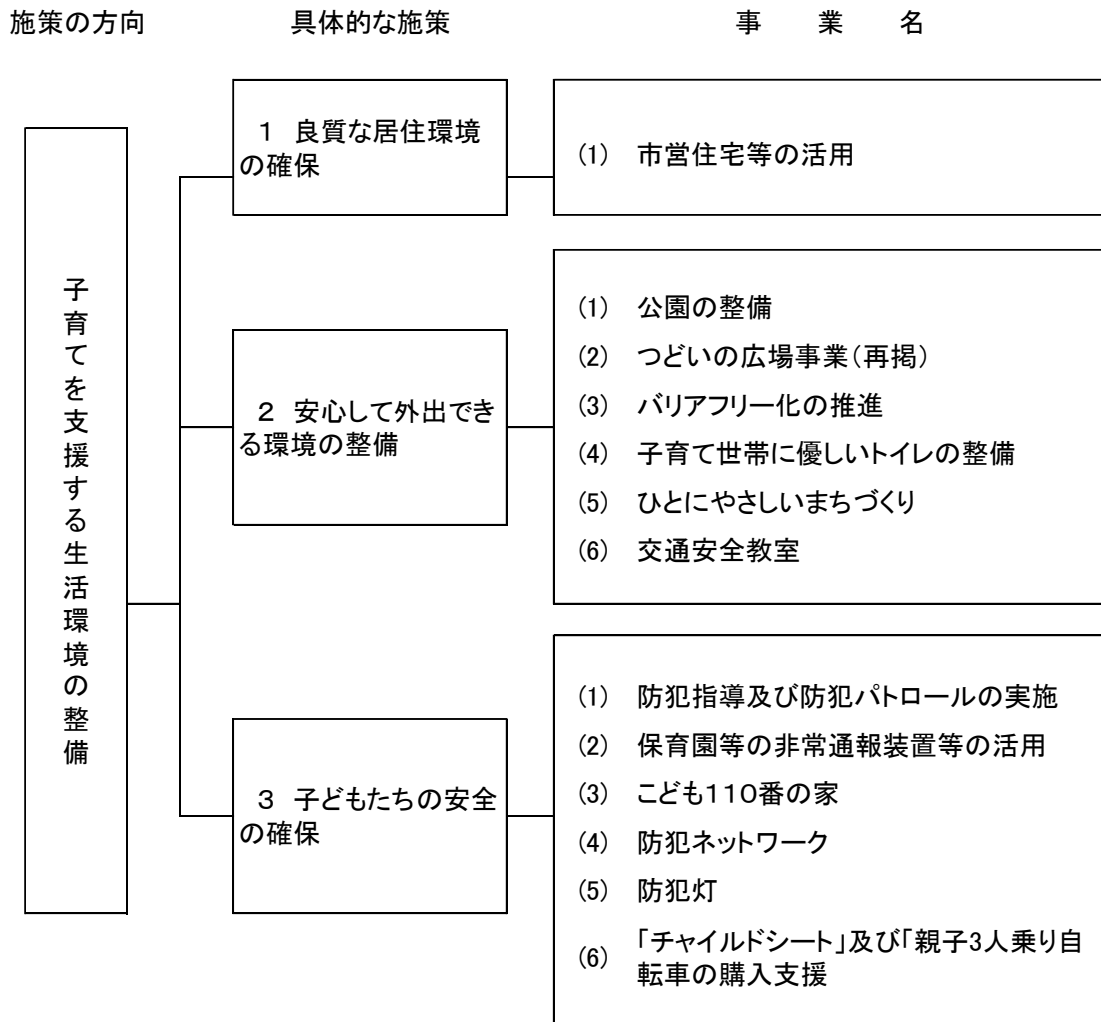 施策の方向 具体的な施策 事業名
子育てを支援する生活環境の整備
1 良質な居住環境
の確保
(1) 市営住宅等の活用
2 安心して外出でき
る環境の整備
(1) 公園の整備
(2) つどいの広場事業(再掲)
(3) バリアフリー化の推進
(4) 子育て世帯に優しいトイレの整備
(5) ひとにやさしいまちづくり
(6) 交通安全教室
3 子どもたちの安全
の確保
(1) 防犯指導及び防犯パトロールの実施
(2) 保育園等の非常通報装置等の活用
(3) こども110番の家
(4) 防犯ネットワーク
(5) 防犯灯
(6) 「チャイルドシート」及び「親子3人乗り自
転車の購入支援